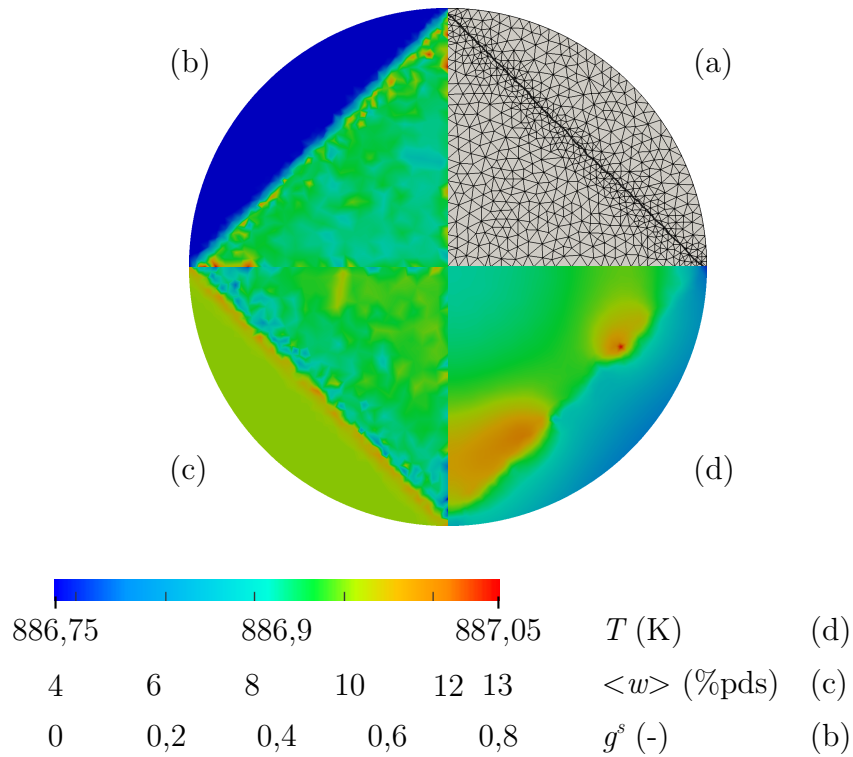 (b) (a)
(c) (d)
886,75 886,9 887,05 T (K) (d)
4 6 8 10 12 13 <w> (%pds) (c)
0 0,2 0,4 0,6 0,8 gˢ (-) (b)